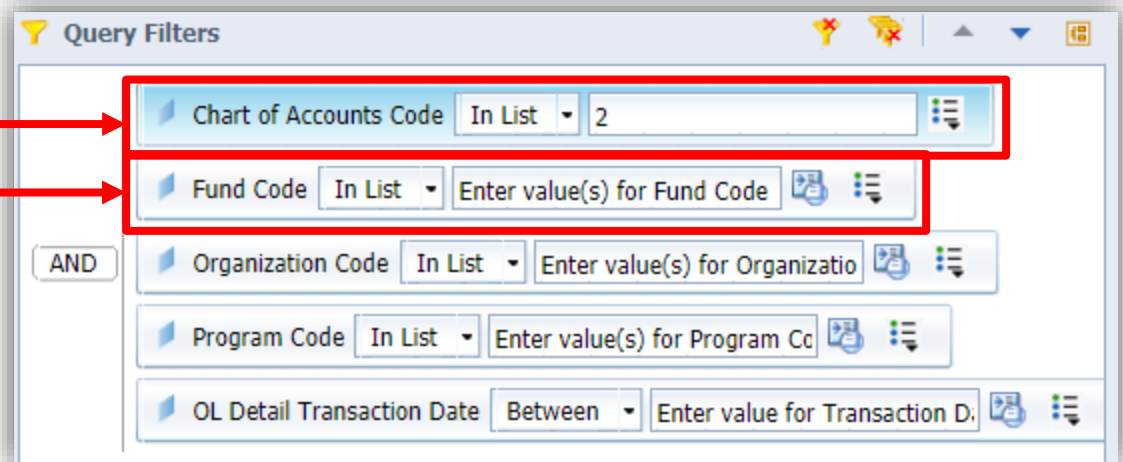 Query Filters
Chart of Accounts Code In List 2
Fund Code In List Enter value(s) for Fund Code
AND
Organization Code In List Enter value(s) for Organizatio
Program Code In List Enter value(s) for Program Co
OL Detail Transaction Date Between Enter value for Transaction Da